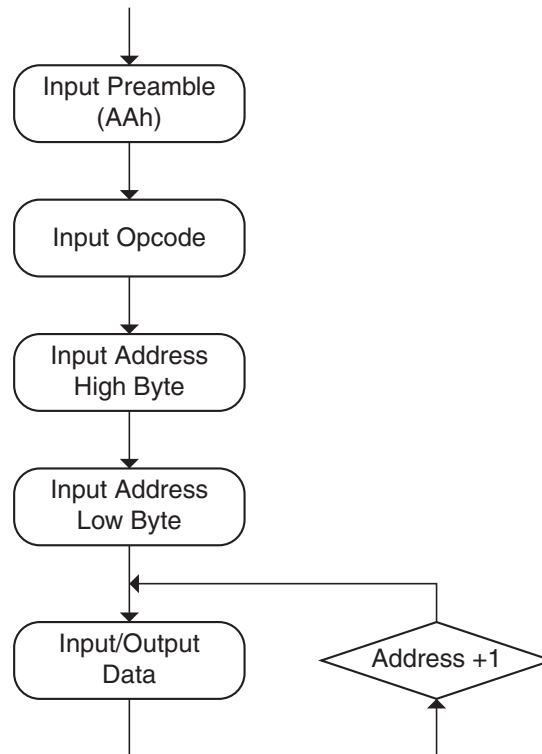 Input Preamble
(AAh)
Input Opcode
Input Address
High Byte
Input Address
Low Byte
Input/Output
Data
Address +1